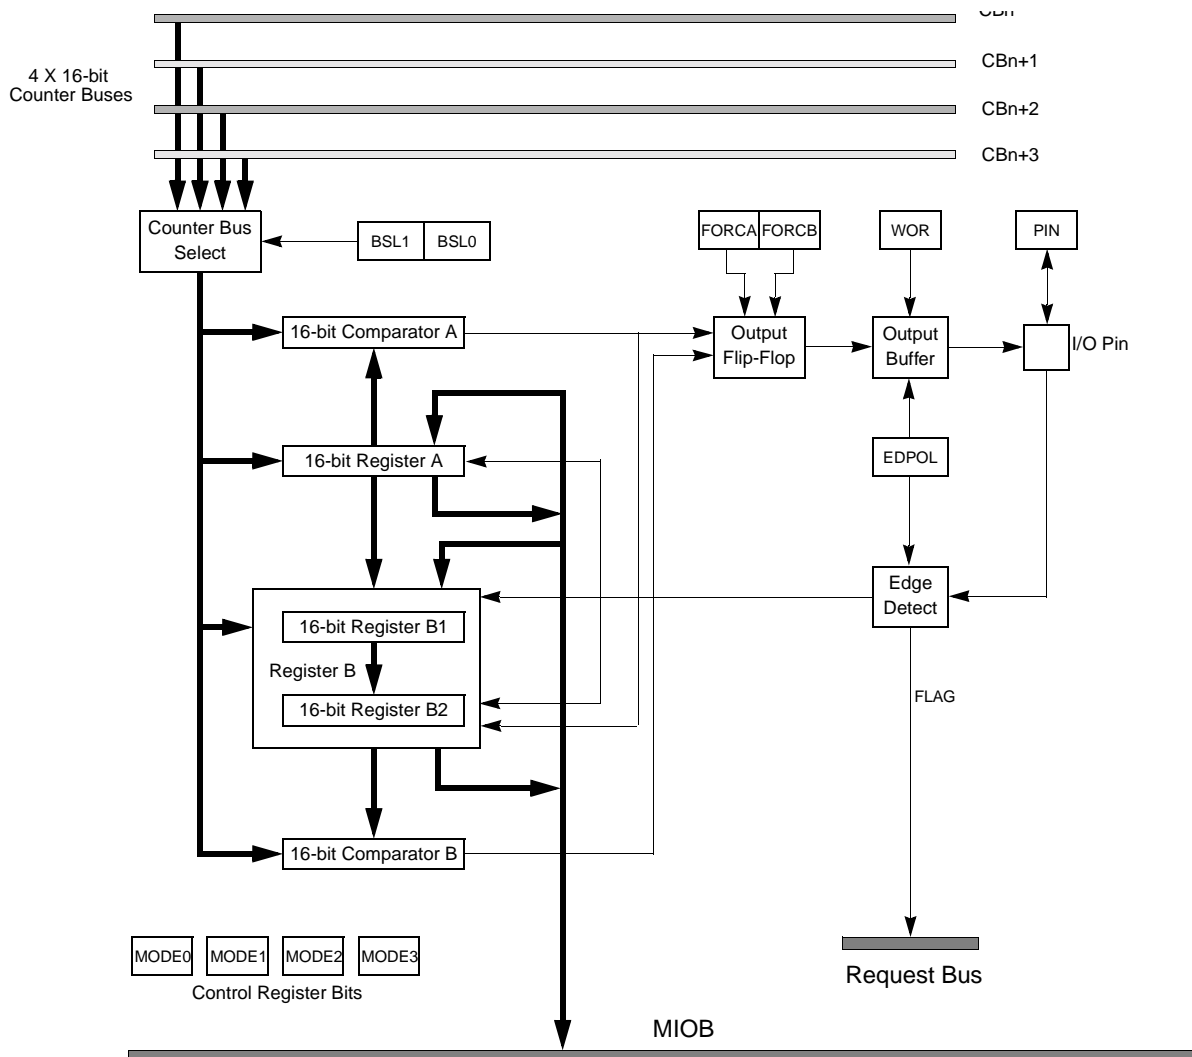 CBn
4 X 16-bit
Counter Buses
CBn+1
CBn+2
CBn+3
Counter Bus
Select
BSL1
BSL0
FORCA
FORCB
WOR
PIN
16-bit Comparator A
Output
Flip-Flop
Output
Buffer
I/O Pin
16-bit Register A
EDPOL
Edge
Detect
16-bit Register B1
Register B
16-bit Register B2
FLAG
16-bit Comparator B
MODE0
MODE1
MODE2
MODE3
Control Register Bits
Request Bus
MIOB